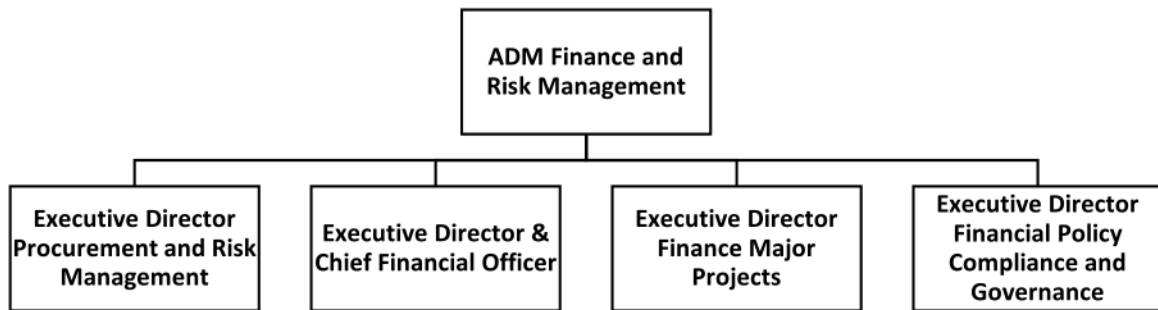 ADM Finance and
Risk Management
Executive Director
Procurement and Risk
Management
Executive Director &
Chief Financial Officer
Executive Director
Finance Major
Projects
Executive Director
Financial Policy
Compliance and
Governance